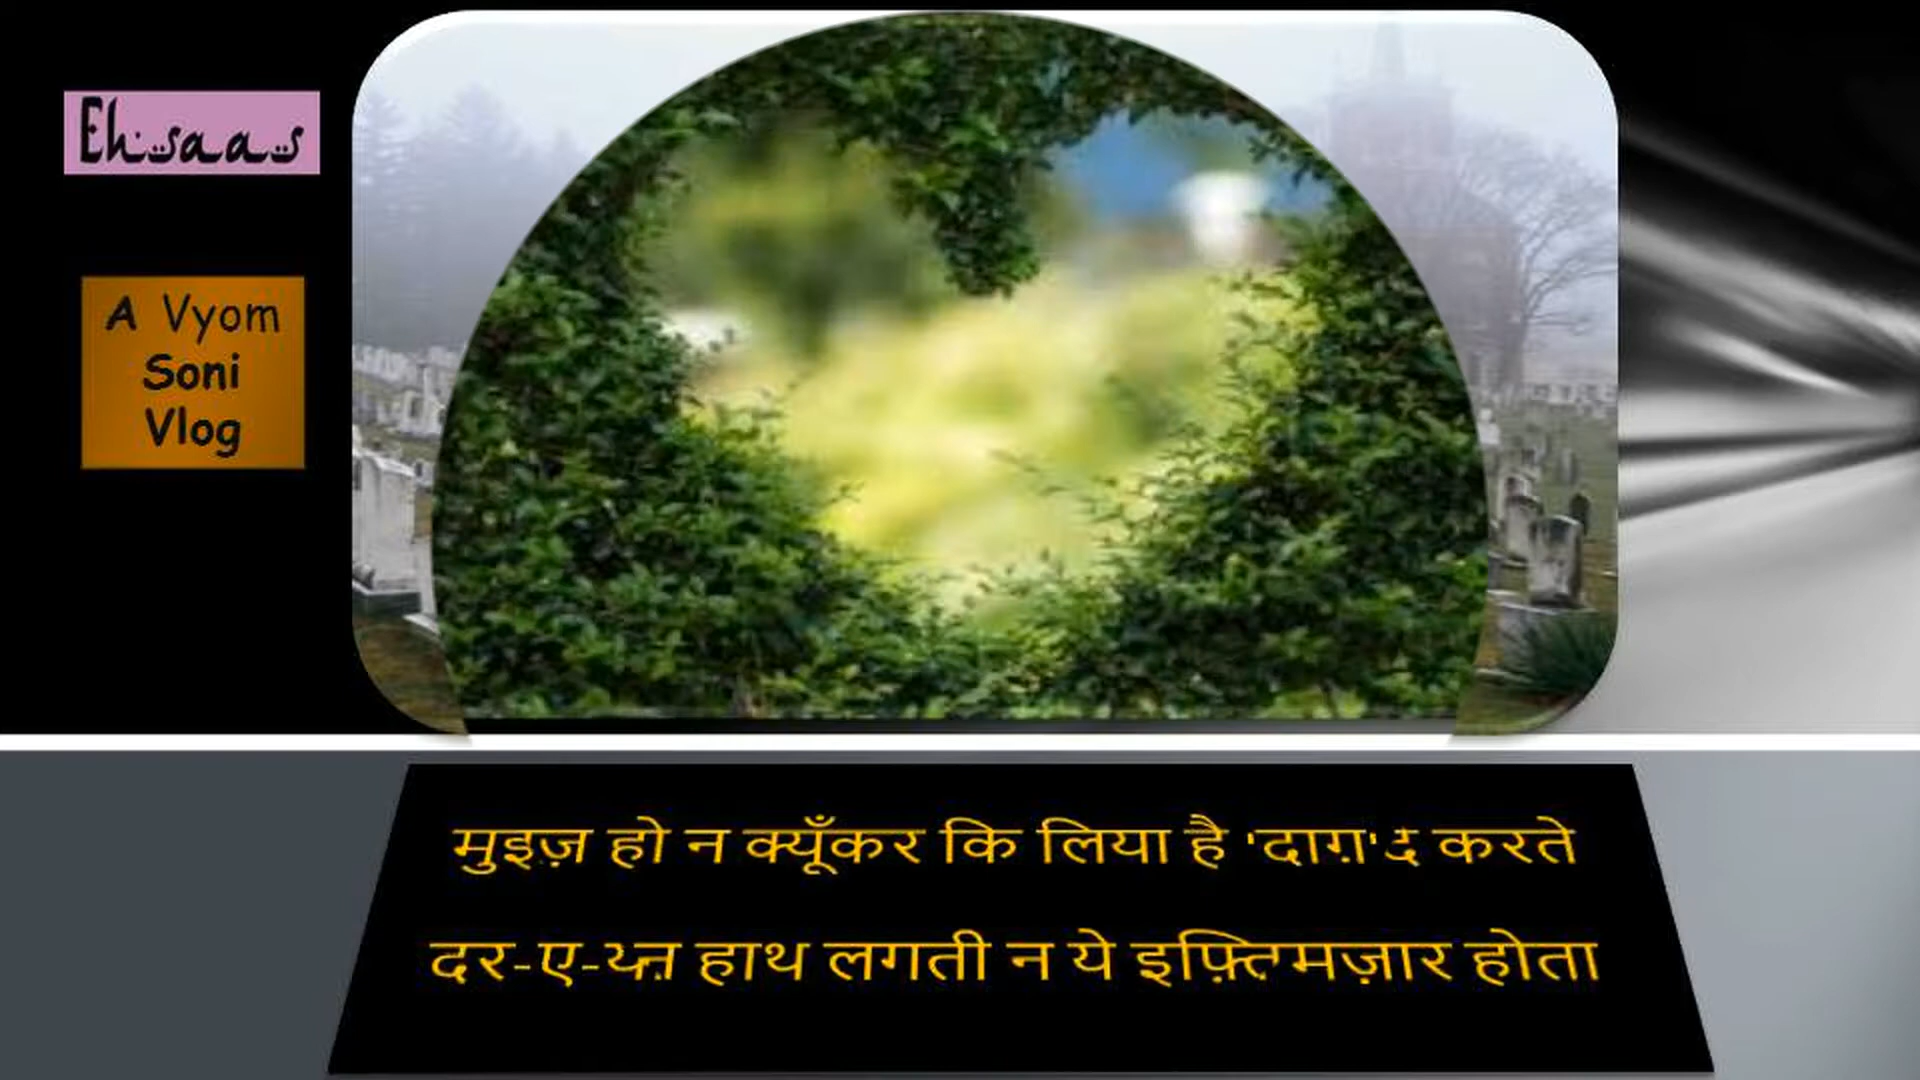 Ehsaas
A Vyom
Soni
Vlog
मुइज़ हो न क्यूँकर कि लिया है 'दाग़' करते
हाथ लगती न ये होता